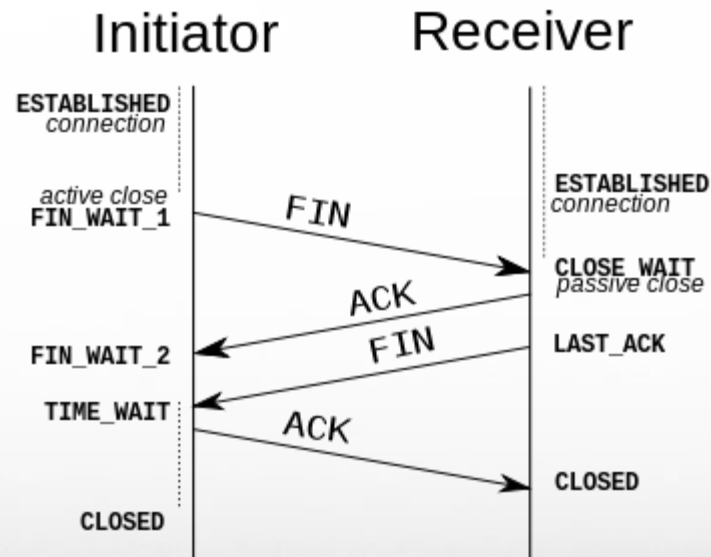 Initiator
Receiver
ESTABLISHED
connection
active close
FIN_WAIT_1
FIN
ESTABLISHED
connection
CLOSE_WAIT
passive close
ACK
FIN_WAIT_2
FIN
LAST_ACK
TIME_WAIT
ACK
CLOSED
CLOSED